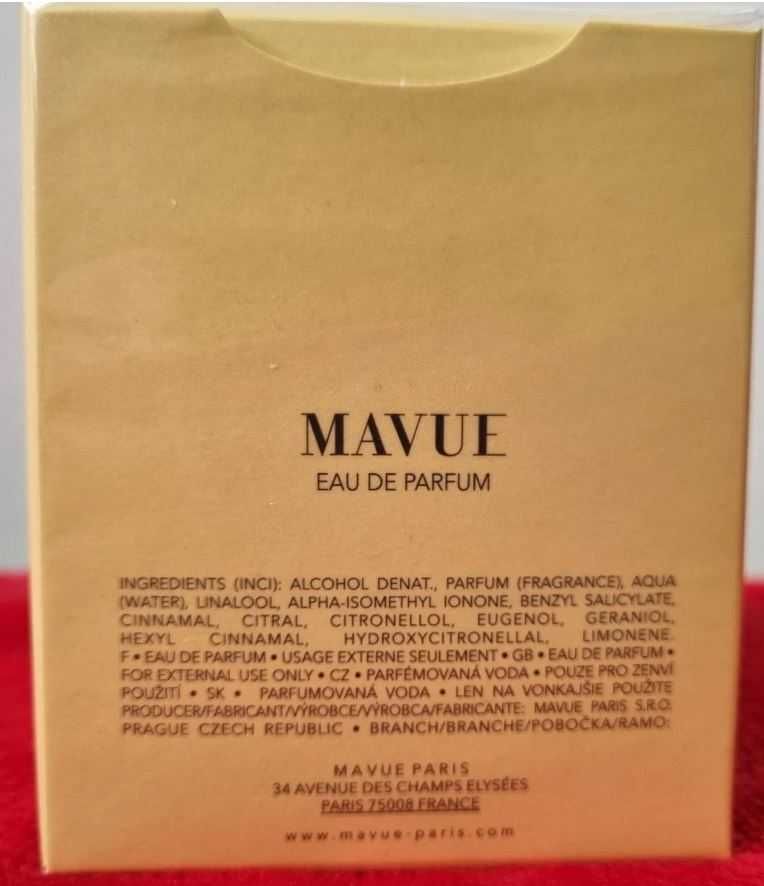 MAVUE
EAU DE PARFUM
INGREDIENTS (INCI): ALCOHOL DENAT., PARFUM (FRAGRANCE), AQUA
(WATER), LINALOOL, ALPHA-ISOMETHYL IONONE, BENZYL SALICYLATE,
CINNAMAL, CITRAL, CITRONELLOL, EUGENOL, GERANIOL,
HEXYL CINNAMAL, HYDROXYCITRONELLAL, LIMONENE.
F • EAU DE PARFUM • USAGE EXTERNE SEULEMENT • GB • EAU DE PARFUM •
FOR EXTERNAL USE ONLY • CZ • PARFÉMOVANÁ VODA • POUZE PRO ZENVÍ
POUŽITÍ • SK • PARFUMOVANÁ VODA • LEN NA VONKAJŠIE POUŽITE
PRODUCER/FABRICANT/VÝROBCE/VÝROBCA/FABRICANTE: MAVUE PARIS S.R.O.
PRAGUE CZECH REPUBLIC • BRANCH/BRANCHE/POBOČKA/RAMO:
MAVUE PARIS
34 AVENUE DES CHAMPS ELYSÉES
PARIS 75008 FRANCE
www.mavue-paris.com